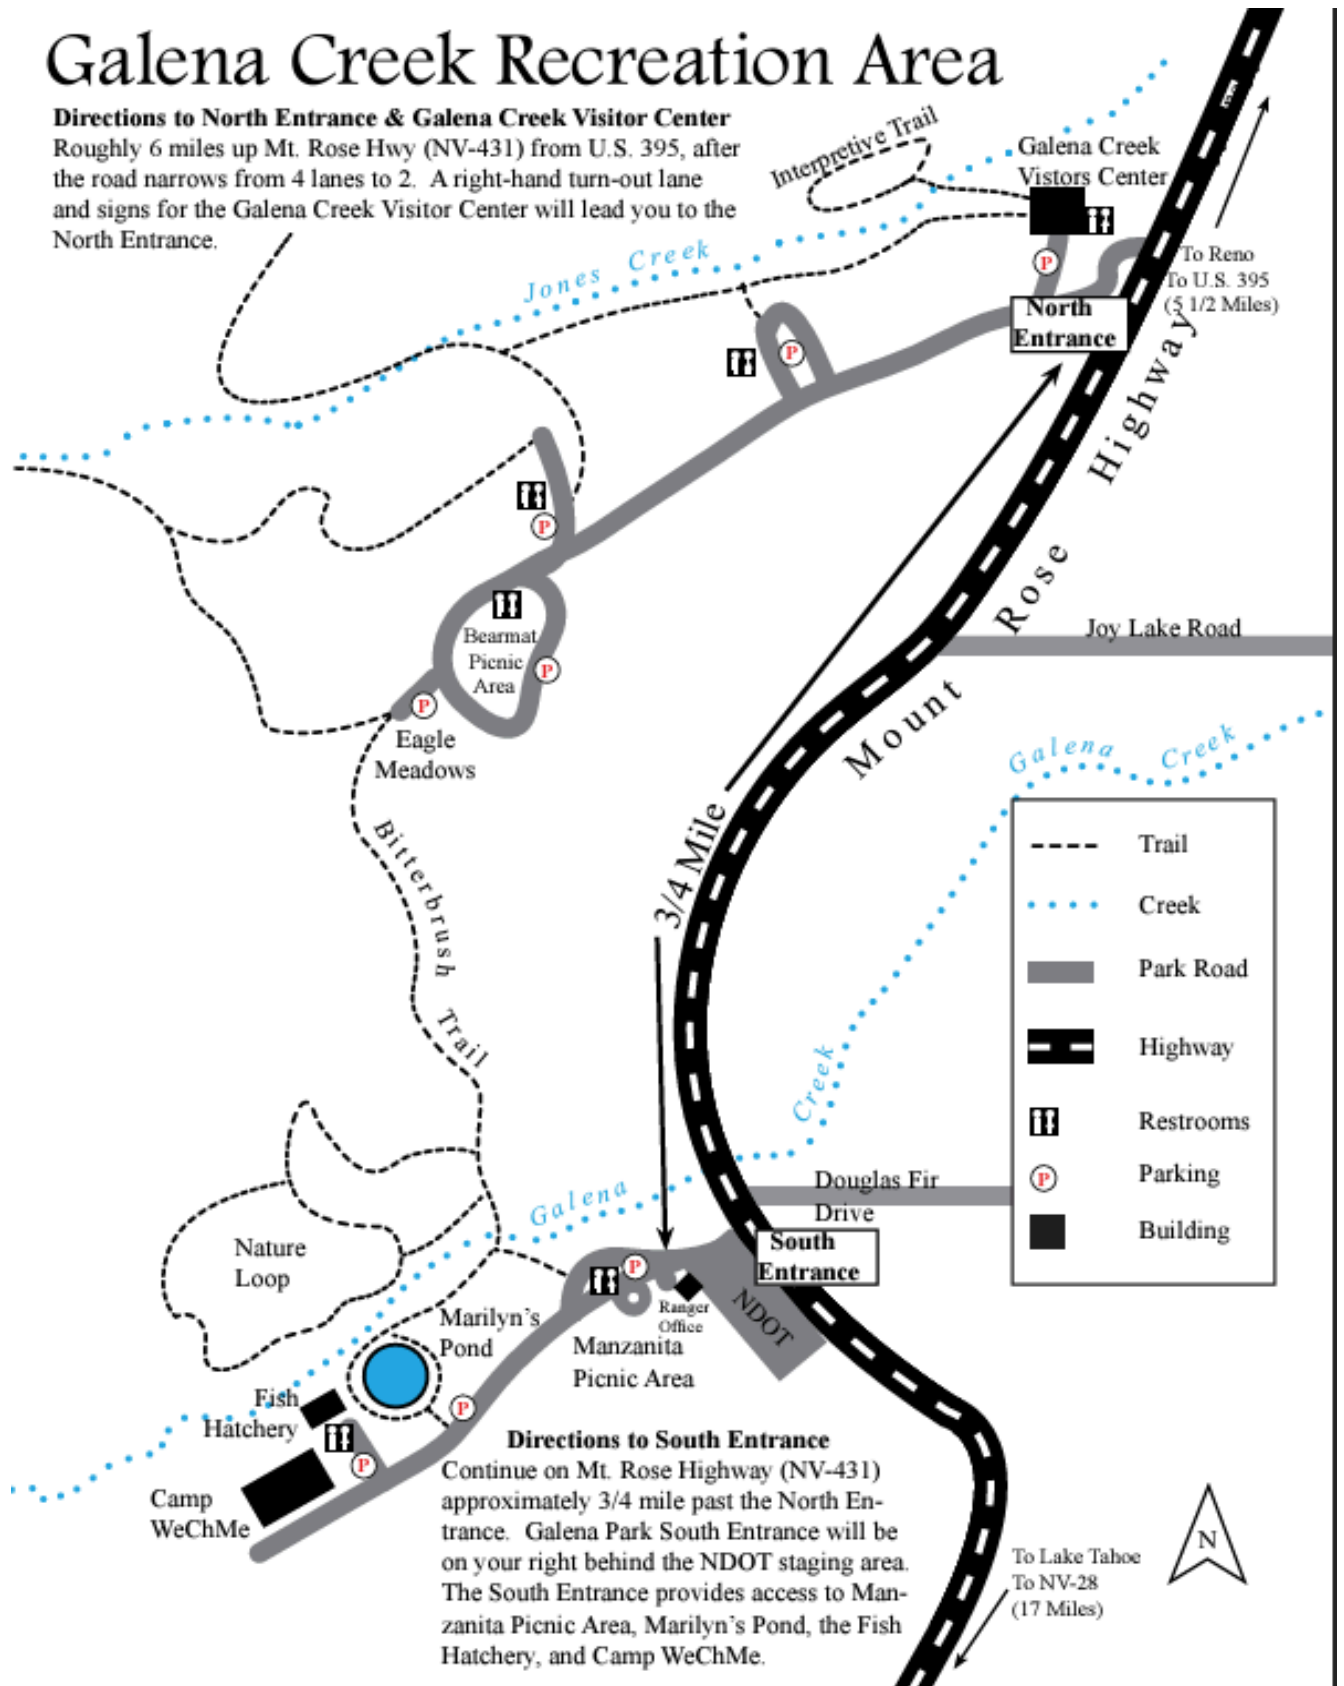 Galena Creek Recreation Area
Directions to North Entrance & Galena Creek Visitor Center
Roughly 6 miles up Mt. Rose Hwy (NV-431) from U.S. 395, after
the road narrows from 4 lanes to 2. A right-hand turn-out lane
and signs for the Galena Creek Visitor Center will lead you to the
North Entrance.
Interpretive Trail
Galena Creek
Vistors Center
Jones Creek
P
To Reno
To U.S. 395
(5 1/2 Miles)
North
Entrance
P
Mount Rose Highway
P
Bearmat
Picnic
Area
P
P
Eagle
Meadows
Joy Lake Road
Galena Creek
3/4 Mile
Bitterbrush Trail
Trail
Creek
Park Road
Highway
Restrooms
P
Parking
Building
Creek
Galena
Douglas Fir
Drive
South
Entrance
NDOT
P
Ranger
Office
Manzanita
Picnic Area
Nature
Loop
Marilyn's
Pond
P
Fish
Hatchery
P
Camp
WeChMe
Directions to South Entrance
Continue on Mt. Rose Highway (NV-431)
approximately 3/4 mile past the North En-
trance. Galena Park South Entrance will be
on your right behind the NDOT staging area.
The South Entrance provides access to Man-
zanita Picnic Area, Marilyn's Pond, the Fish
Hatchery, and Camp WeChMe.
To Lake Tahoe
To NV-28
(17 Miles)
N